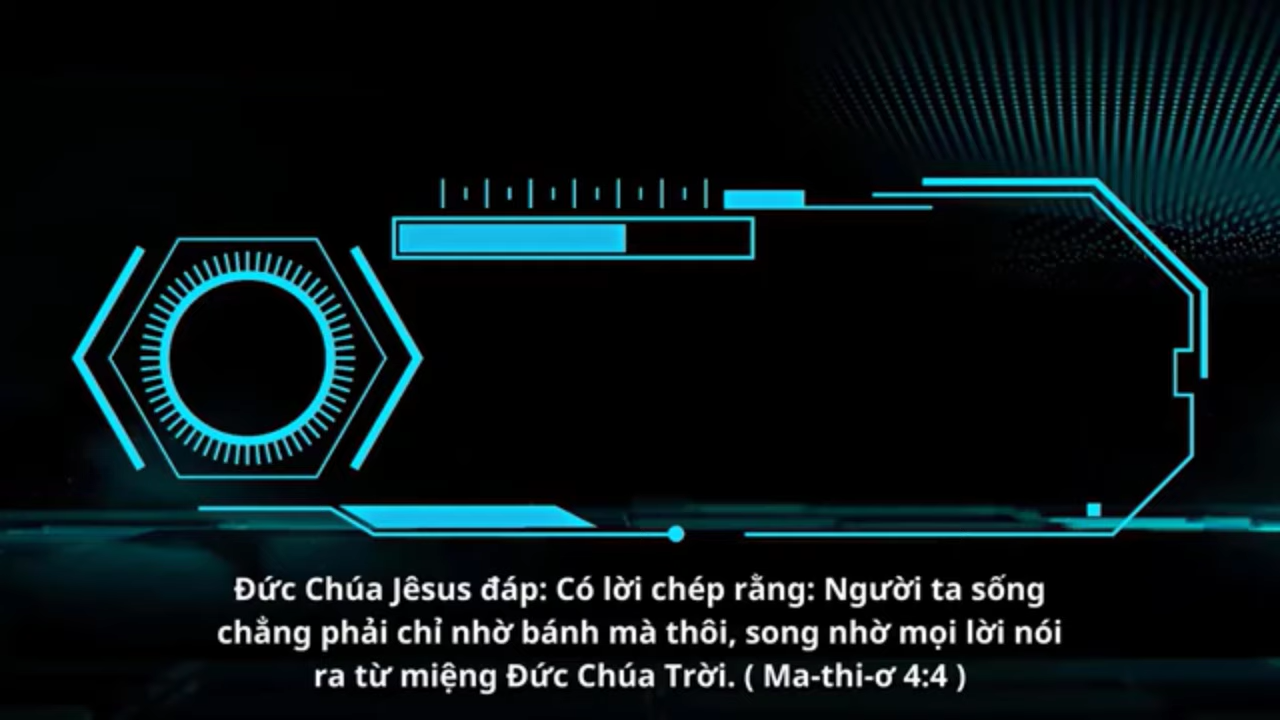 Đức Chúa Jêsus đáp: Có lời chép rằng: Người ta sống
chẳng phải chỉ nhờ bánh mà thôi, song nhờ mọi lời nói
ra từ miệng Đức Chúa Trời. ( Ma-thi-ơ 4:4 )